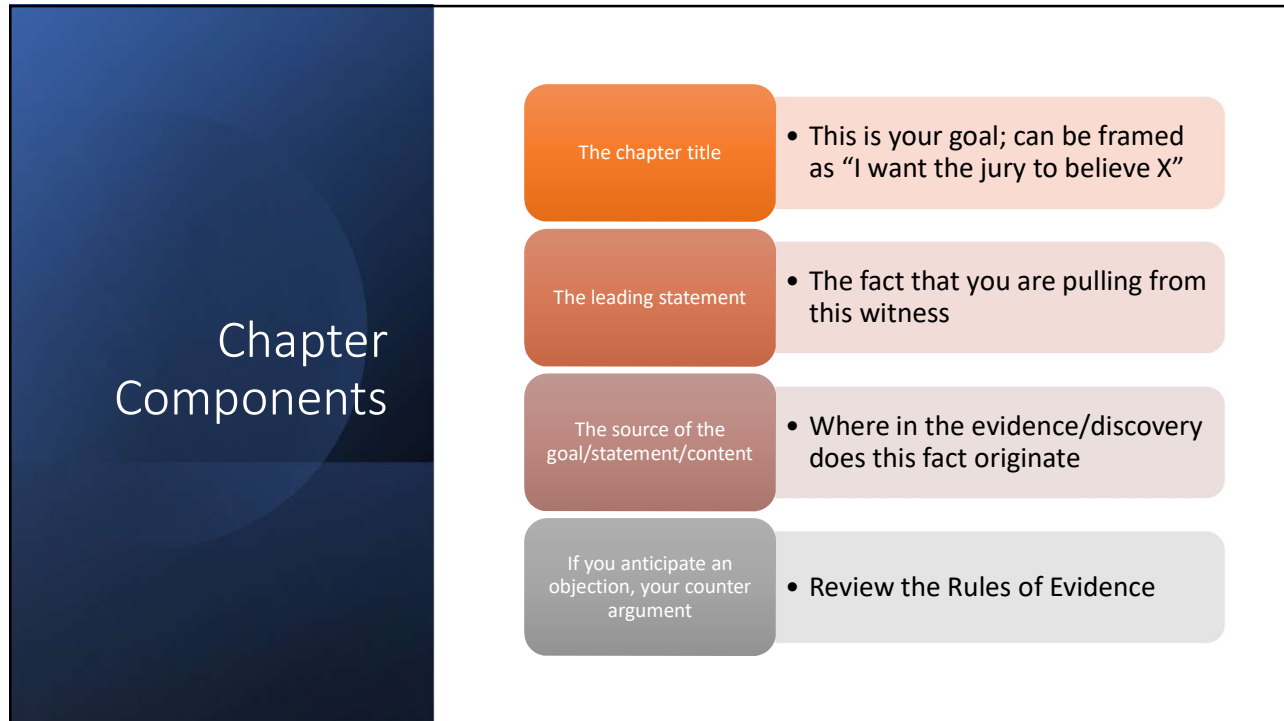 Chapter
Components
The chapter title
• This is your goal; can be framed
as “I want the jury to believe X”
The leading statement
• The fact that you are pulling from
this witness
The source of the
goal/statement/content
• Where in the evidence/discovery
does this fact originate
If you anticipate an
objection, your counter
argument
• Review the Rules of Evidence